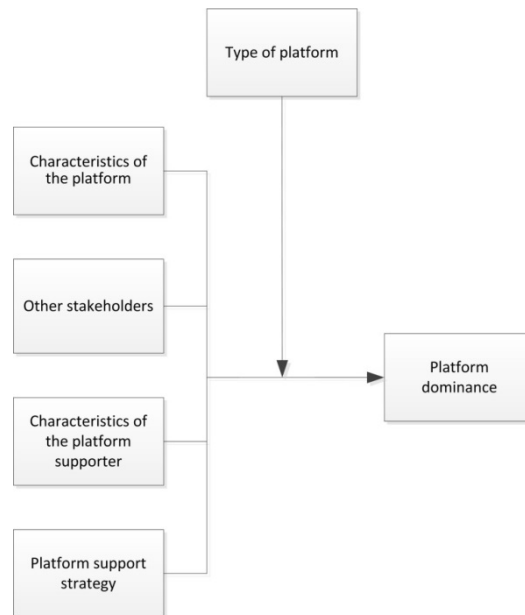 Type of platform
Characteristics of
the platform
Other stakeholders
Platform
dominance
Characteristics of
the platform
supporter
Platform support
strategy